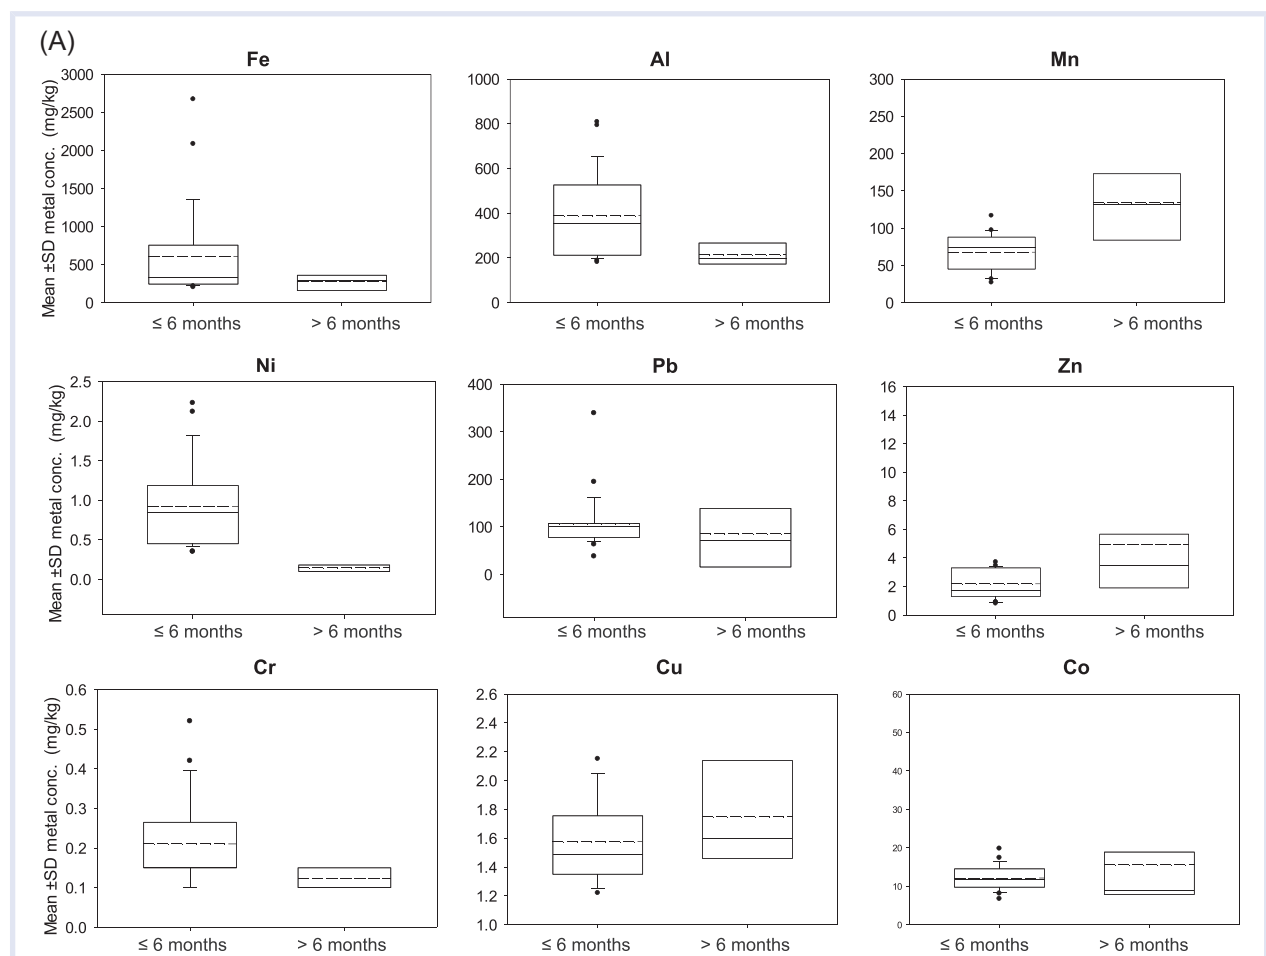 (A)
Fe
Mean ±SD metal conc. (mg/kg)
3000
2500
2000
1500
1000
500
0
≤ 6 months > 6 months
Al
1000
800
600
400
200
0
≤ 6 months > 6 months
Mn
300
250
200
150
100
50
0
≤ 6 months > 6 months
Ni
Mean ±SD metal conc. (mg/kg)
2.5
2.0
1.5
1.0
0.5
0.0
≤ 6 months > 6 months
Pb
400
300
200
100
0
≤ 6 months > 6 months
Zn
16
14
12
10
8
6
4
2
0
≤ 6 months > 6 months
Cr
Mean ±SD metal conc. (mg/kg)
0.6
0.5
0.4
0.3
0.2
0.1
0.0
≤ 6 months > 6 months
Cu
2.6
2.4
2.2
2.0
1.8
1.6
1.4
1.2
1.0
≤ 6 months > 6 months
Co
60
50
40
30
20
10
0
≤ 6 months > 6 months